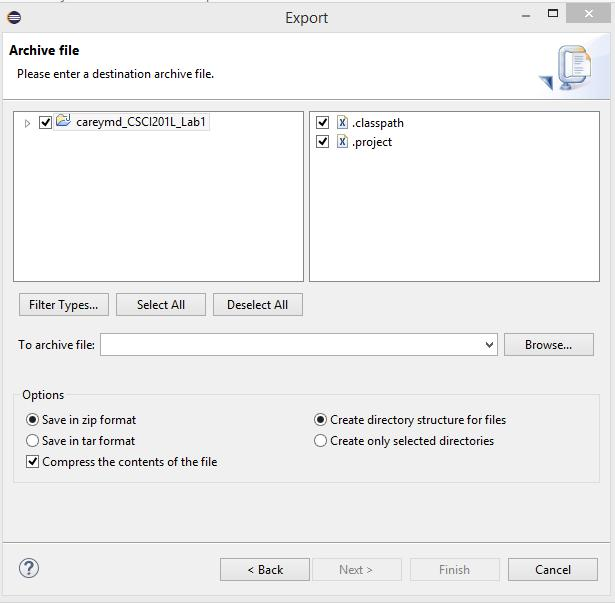 Export
Archive file
Please enter a destination archive file.
careymd_CSCI201L_Lab1
.classpath
.project
Filter Types...
Select All
Deselect All
To archive file:
Browse...
Options
Save in zip format
Create directory structure for files
Save in tar format
Create only selected directories
Compress the contents of the file
?
< Back
Next >
Finish
Cancel